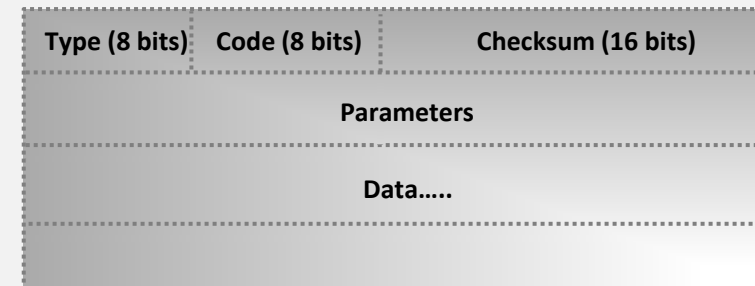 Type (8 bits) Code (8 bits) Checksum (16 bits)
Parameters
Data.....